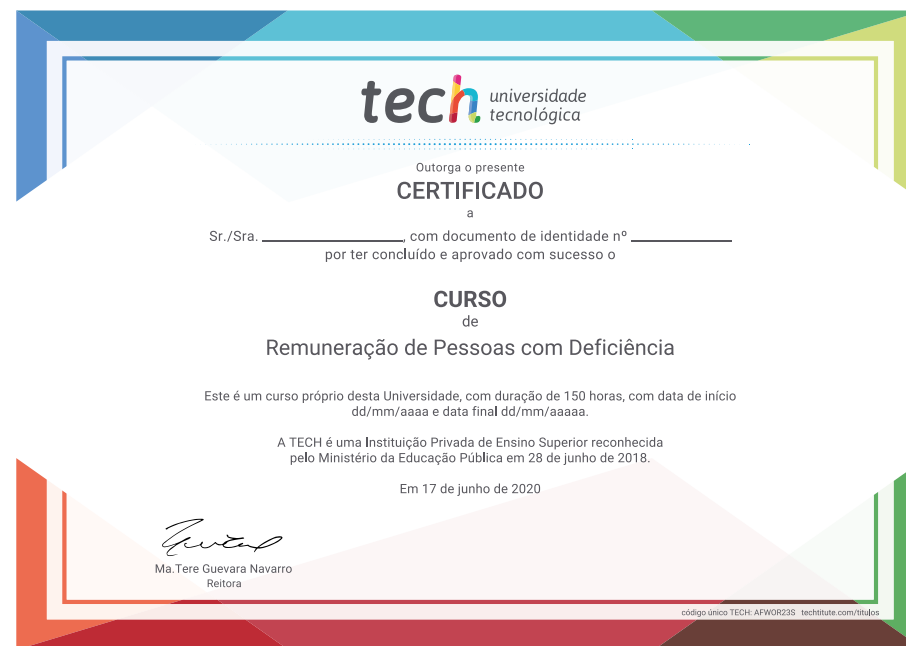 tech universidade
tecnológica
Outorga o presente
CERTIFICADO
a
Sr./Sra. ____________________, com documento de identidade nº ______________
por ter concluído e aprovado com sucesso o
CURSO
de
Remuneração de Pessoas com Deficiência
Este é um curso próprio desta Universidade, com duração de 150 horas, com data de início
dd/mm/aaaa e data final dd/mm/aaaaa.
A TECH é uma Instituição Privada de Ensino Superior reconhecida
pelo Ministério da Educação Pública em 28 de junho de 2018.
Em 17 de junho de 2020
Ma.Tere Guevara Navarro
Reitora
código único TECH: AFWOR23S techtitute.com/titulos